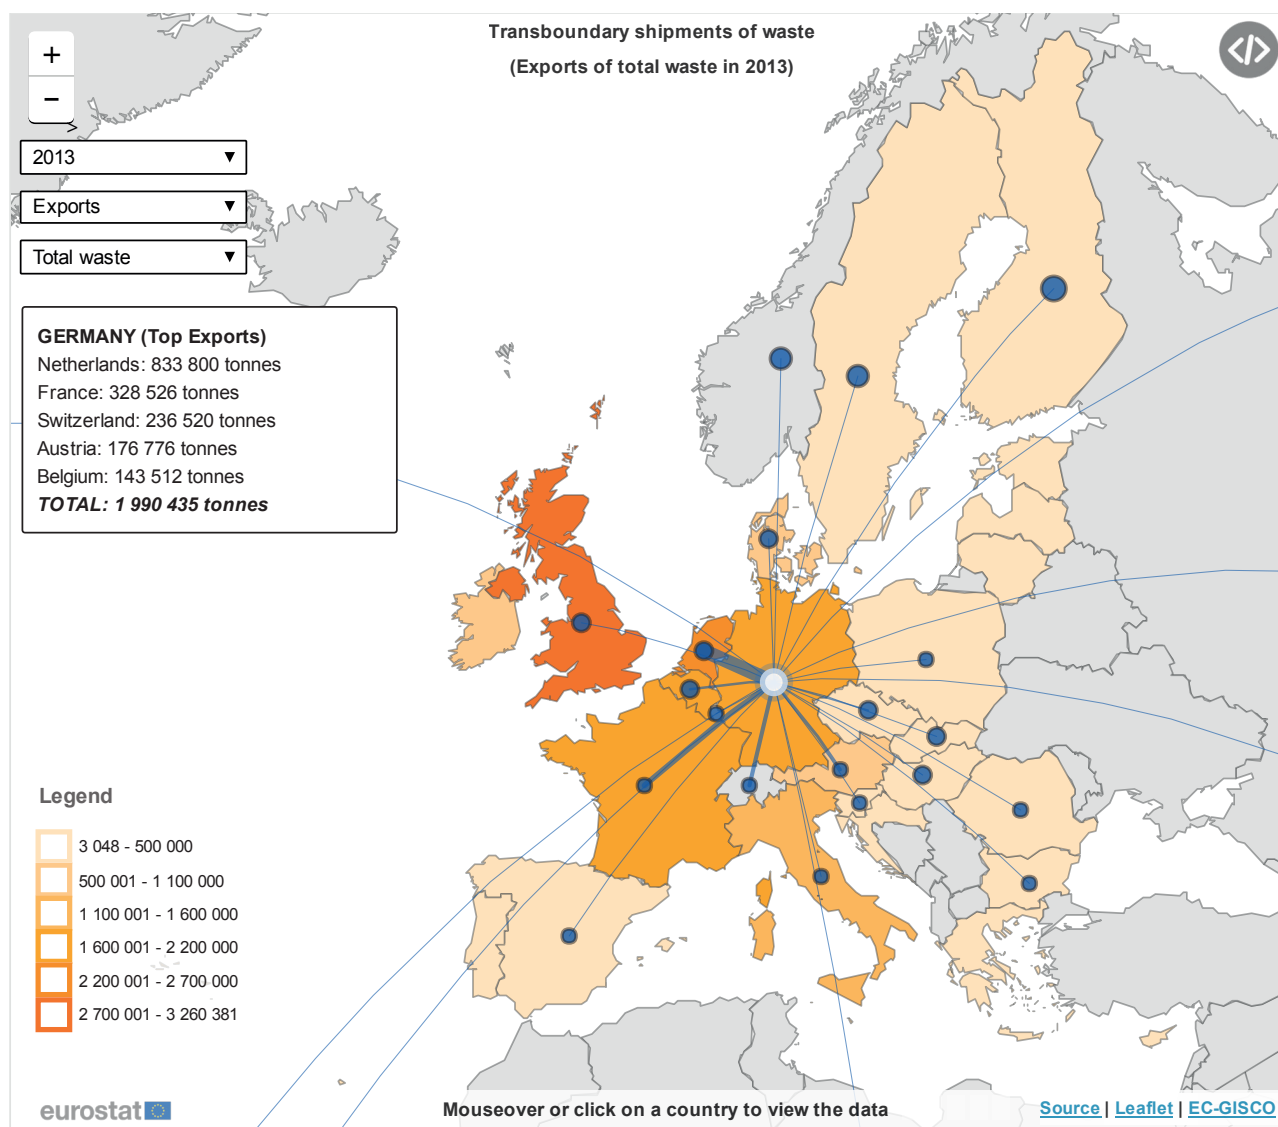 Transboundary shipments of waste
(Exports of total waste in 2013)
+
−
>
2013 ▼
Exports ▼
Total waste ▼
GERMANY (Top Exports)
Netherlands: 833 800 tonnes
France: 328 526 tonnes
Switzerland: 236 520 tonnes
Austria: 176 776 tonnes
Belgium: 143 512 tonnes
TOTAL: 1 990 435 tonnes
Legend
3 048 - 500 000
500 001 - 1 100 000
1 100 001 - 1 600 000
1 600 001 - 2 200 000
2 200 001 - 2 700 000
2 700 001 - 3 260 381
eurostat
Mouseover or click on a country to view the data
Source | Leaflet | EC-GISCO